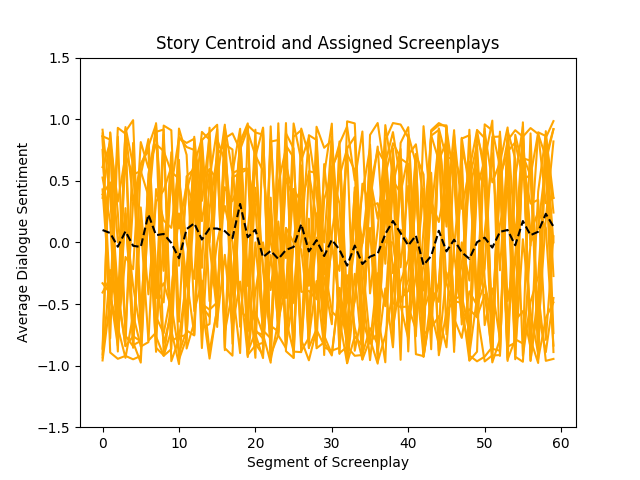 Story Centroid and Assigned Screenplays
1.5
1.0
0.5
0.0
−0.5
−1.0
−1.5
Average Dialogue Sentiment
0 10 20 30 40 50 60
Segment of Screenplay